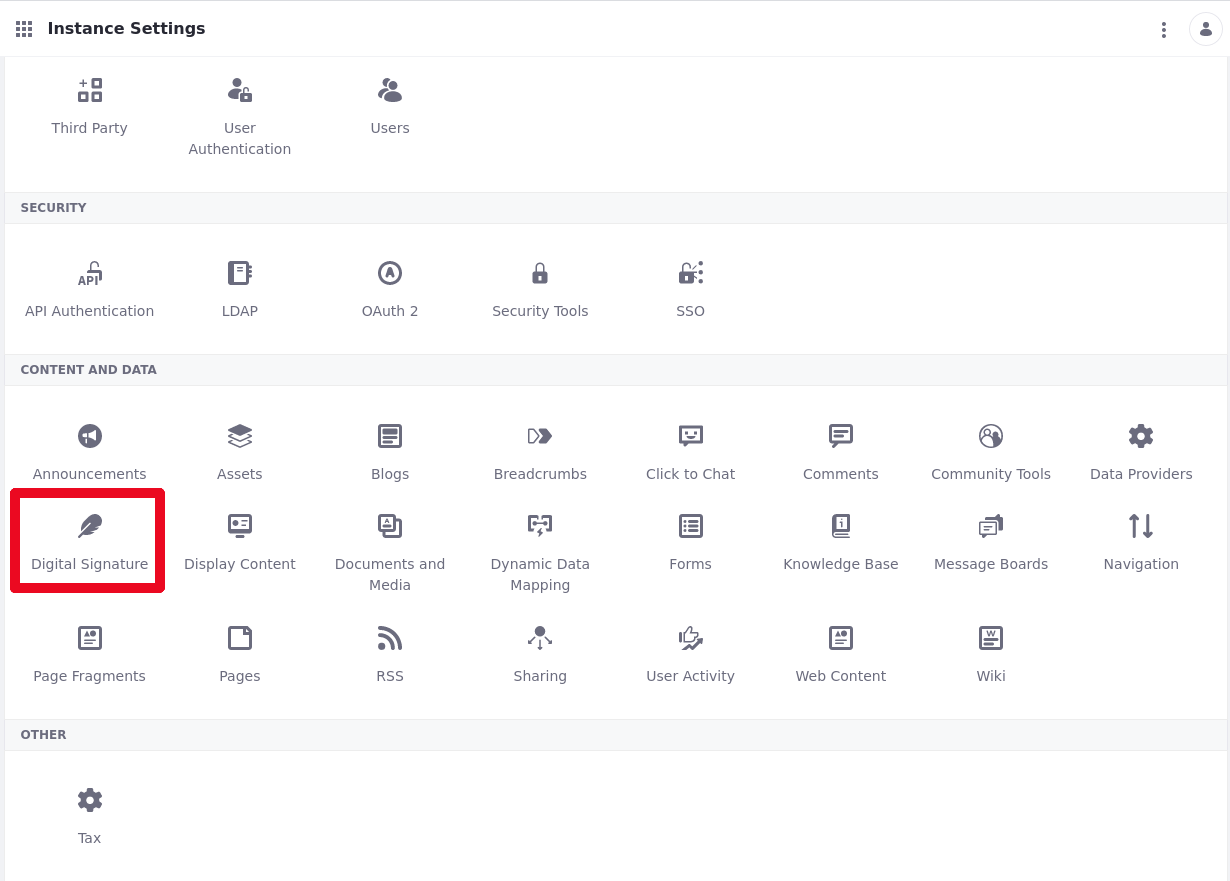 Instance Settings
Third Party
User
Authentication
Users
SECURITY
API
API Authentication
LDAP
A
OAuth 2
Security Tools
SSO
CONTENT AND DATA
Announcements
Assets
Blogs
Breadcrumbs
Click to Chat
Comments
Community Tools
Data Providers
Digital Signature
Display Content
A
Documents and
Media
Dynamic Data
Mapping
Forms
i
Knowledge Base
Message Boards
Navigation
Page Fragments
Pages
RSS
Sharing
User Activity
Web Content
W
Wiki
OTHER
Tax